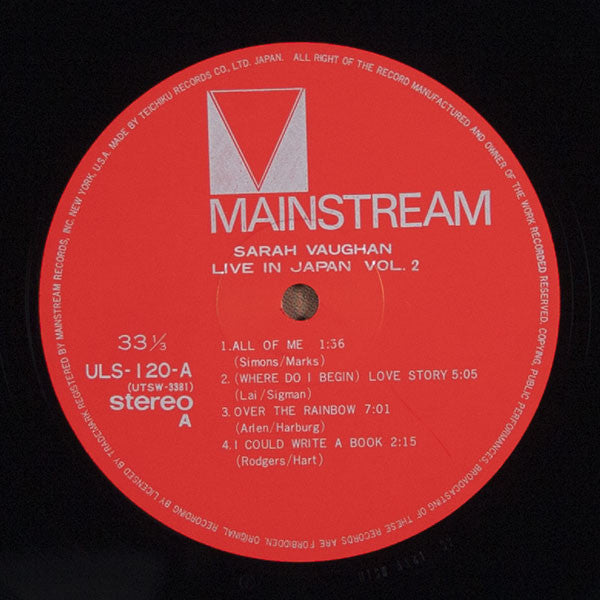 TRADEMARK REGISTERED BY MAINSTREAM RECORDS, INC. NEW YORK, U.S.A. MADE BY TEICHIKU RECORDS CO., LTD. JAPAN. ALL RIGHT OF THE RECORD MANUFACTURED AND OWNER OF THE WORK RECORDED RESERVED. COPYING, PUBLIC PERFORMANCES, BROADCASTING OF THESE RECORDS ARE FORBIDDEN. ORIGINAL RECORDING BY LICENSED BY
MAINSTREAM
SARAH VAUGHAN
LIVE IN JAPAN VOL. 2
33 1/3
ULS-120-A
(UTSW-3381)
stereo
A
1.ALL OF ME 1:36
(Simons/Marks)
2.(WHERE DO I BEGIN) LOVE STORY 5:05
(Lai/Sigman)
3.OVER THE RAINBOW 7:01
(Arlen/Harburg)
4.I COULD WRITE A BOOK 2:15
(Rodgers/Hart)